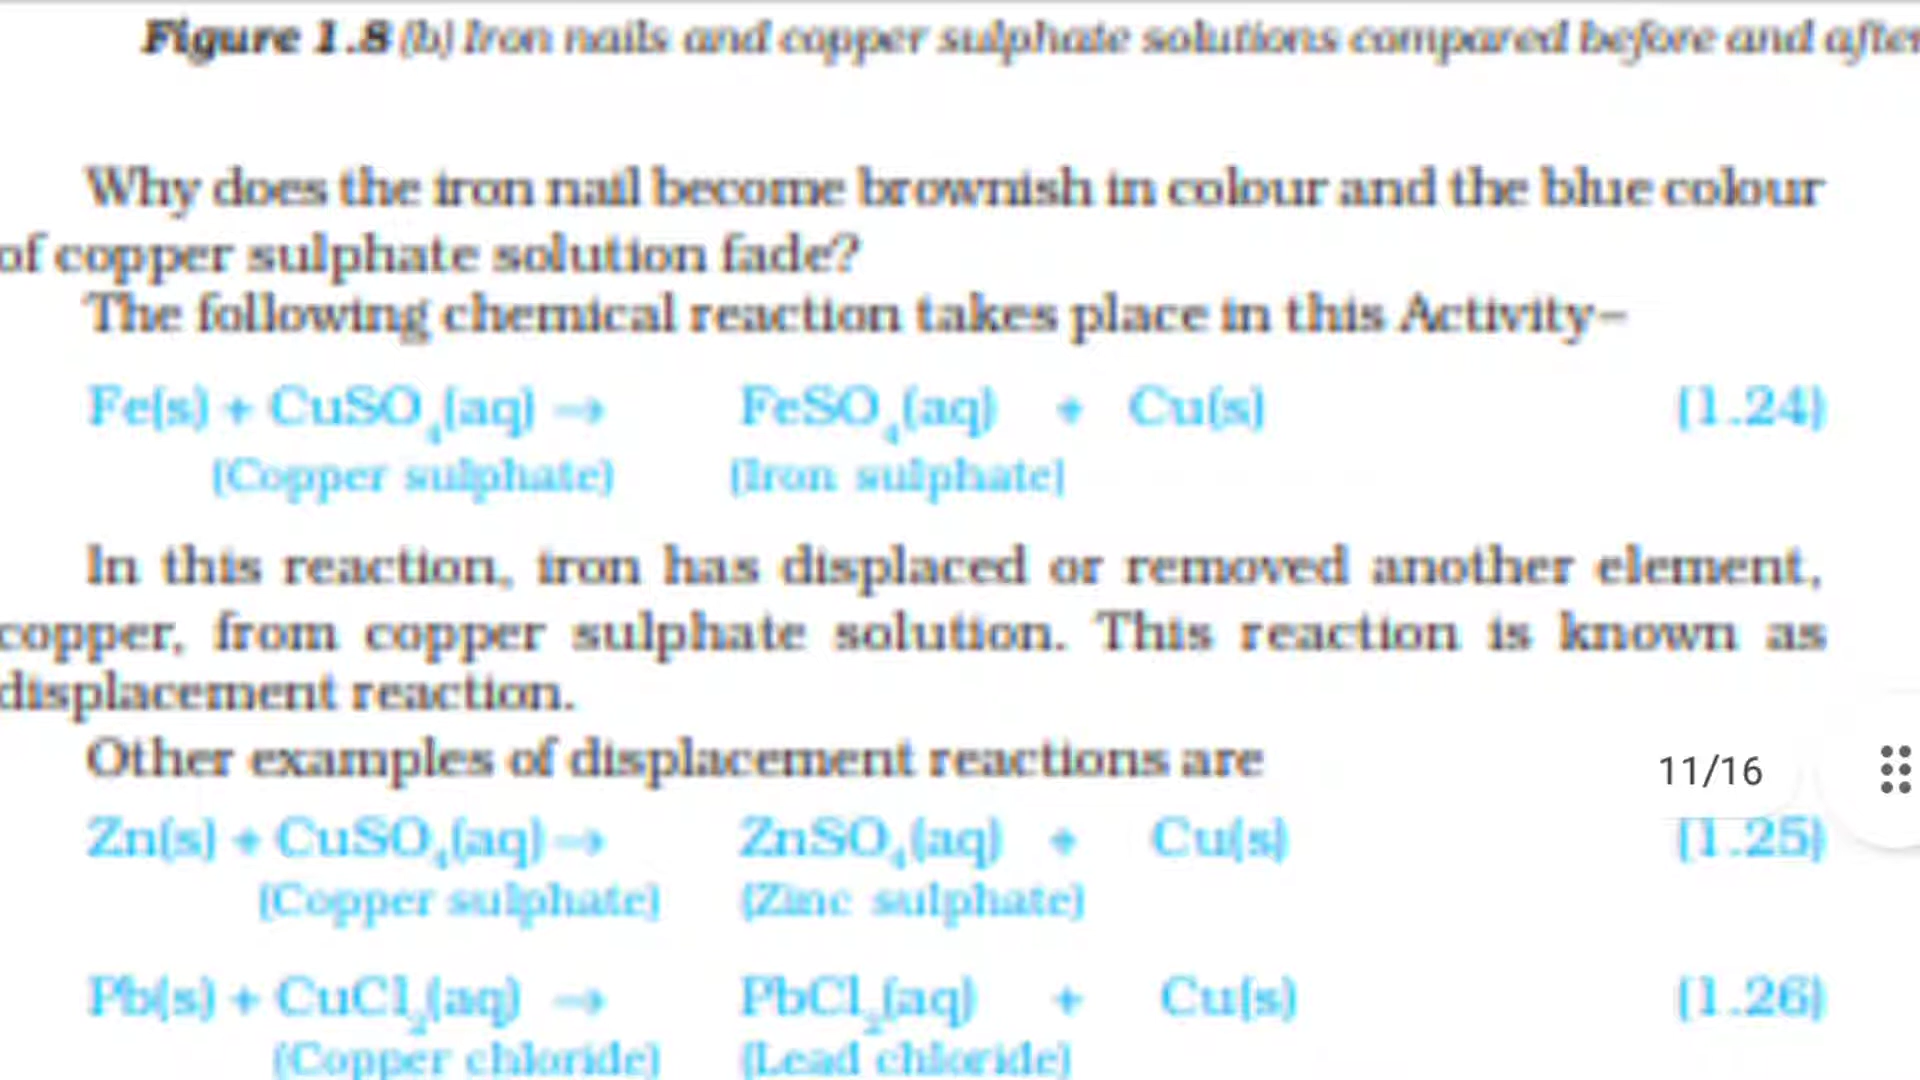 Figure 1.8 (b) Iron nails and copper sulphate solutions compared before and after
Why does the iron nail become brownish in colour and the blue colour
of copper sulphate solution fade?
The following chemical reaction takes place in this Activity–
Fe(s) + CuSO₄(aq) → FeSO₄(aq) + Cu(s) (1.24)
(Copper sulphate) (Iron sulphate)
In this reaction, iron has displaced or removed another element,
copper, from copper sulphate solution. This reaction is known as
displacement reaction.
Other examples of displacement reactions are
11/16
Zn(s) + CuSO₄(aq) → ZnSO₄(aq) + Cu(s) (1.25)
(Copper sulphate) (Zinc sulphate)
Pb(s) + CuCl₂(aq) → PbCl₂(aq) + Cu(s) (1.26)
(Copper chloride) (Lead chloride)